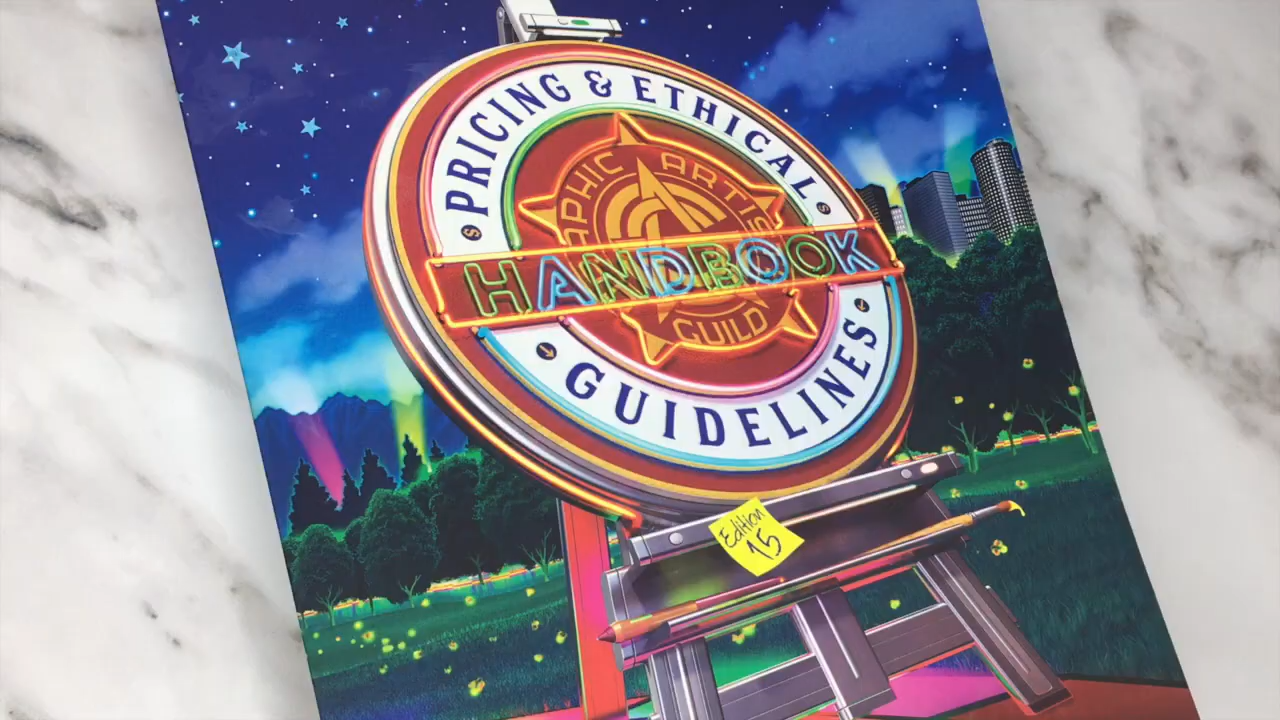 PRICING & ETHICAL
GRAPHIC ARTISTS
HANDBOOK
GUILD
GUIDELINES
Edition
15